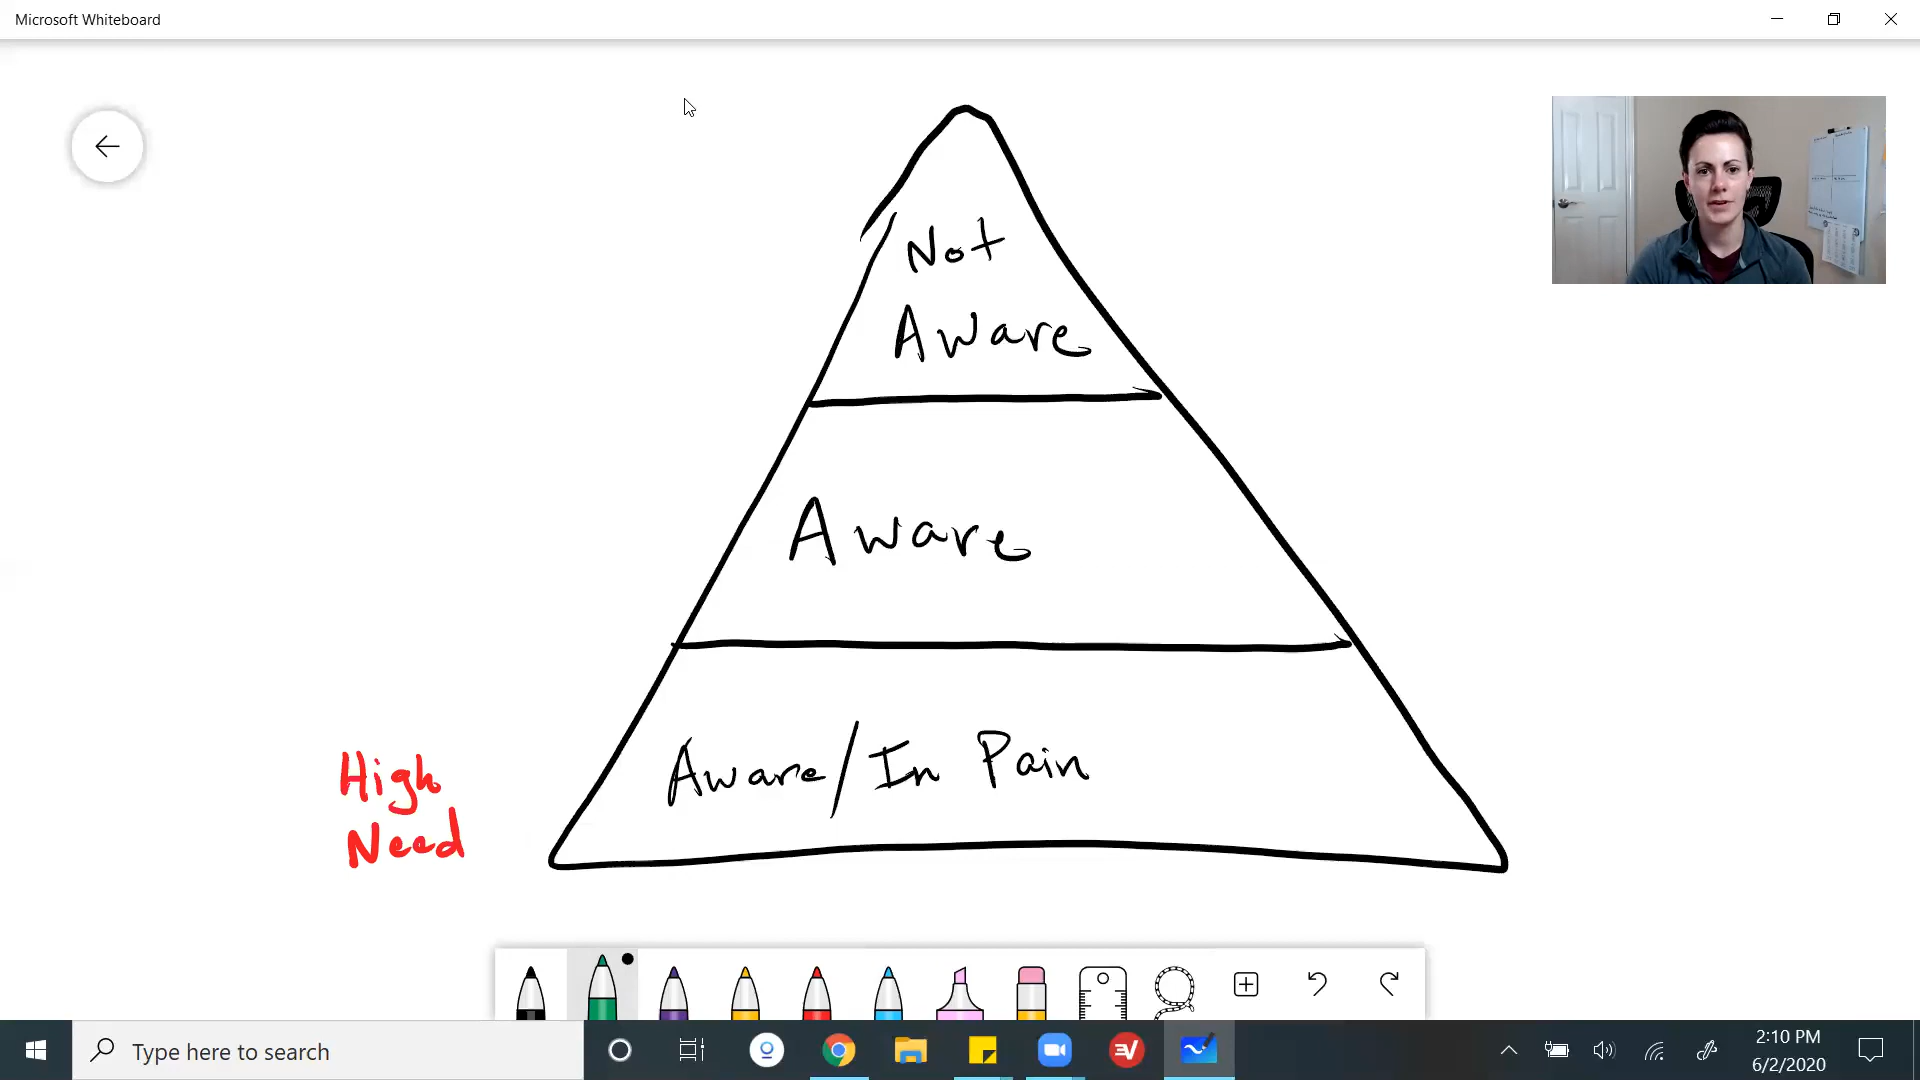 Microsoft Whiteboard
Not
Aware
Aware
Aware/In Pain
High
Need
Type here to search
2:10 PM
6/2/2020